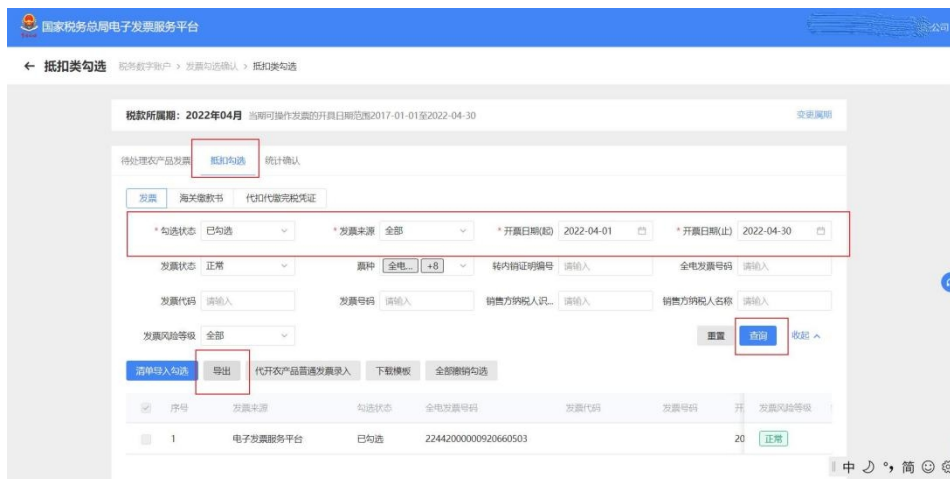 国家税务总局电子发票服务平台
公司
← 抵扣类勾选 税务数字账户 > 发票勾选确认 > 抵扣类勾选
税款所属期：2022年04月 当期可操作发票的开具日期范围2017-01-01至2022-04-30 变更属期
待处理农产品发票 抵扣勾选 统计确认
发票 海关缴款书 代扣代缴完税凭证
* 勾选状态 已勾选 * 发票来源 全部 * 开票日期(起) 2022-04-01 * 开票日期(止) 2022-04-30
发票状态 正常 票种 全电... +8 转内销证明编号 请输入 全电发票号码 请输入
发票代码 请输入 发票号码 请输入 销售方纳税人识... 请输入 销售方纳税人名称 请输入
发票风险等级 全部 重置 查询 收起
清单导入勾选 导出 代开农产品普通发票录入 下载模板 全部撤销勾选
序号 发票来源 勾选状态 全电发票号码 发票代码 发票号码 开 发票风险等级
1 电子发票服务平台 已勾选 22442000000920660503 20 正常
中 简